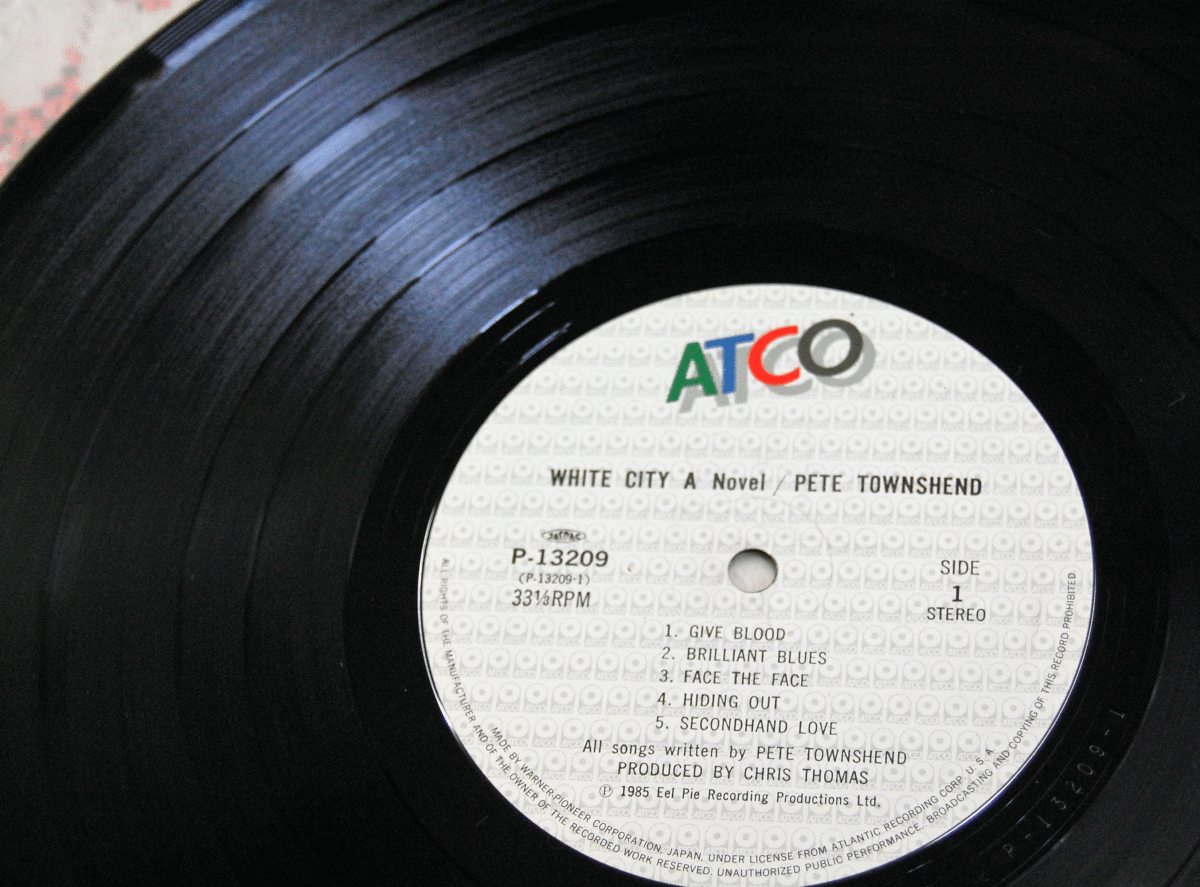 ATCO
WHITE CITY A Novel / PETE TOWNSHEND
JASRAC
P-13209
(P-13209-1)
33⅓RPM
SIDE
1
STEREO
1. GIVE BLOOD
2. BRILLIANT BLUES
3. FACE THE FACE
4. HIDING OUT
5. SECONDHAND LOVE
All songs written by PETE TOWNSHEND
PRODUCED BY CHRIS THOMAS
Ⓟ 1985 Eel Pie Recording Productions Ltd.
MADE BY WARNER-PIONEER CORPORATION, JAPAN, UNDER LICENSE FROM ATLANTIC RECORDING CORP. U. S. A.
ALL RIGHTS OF THE MANUFACTURER AND OF THE OWNER OF THE RECORDED WORK RESERVED. UNAUTHORIZED PUBLIC PERFORMANCE, BROADCASTING AND COPYING OF THIS RECORD PROHIBITED
P-13209-1